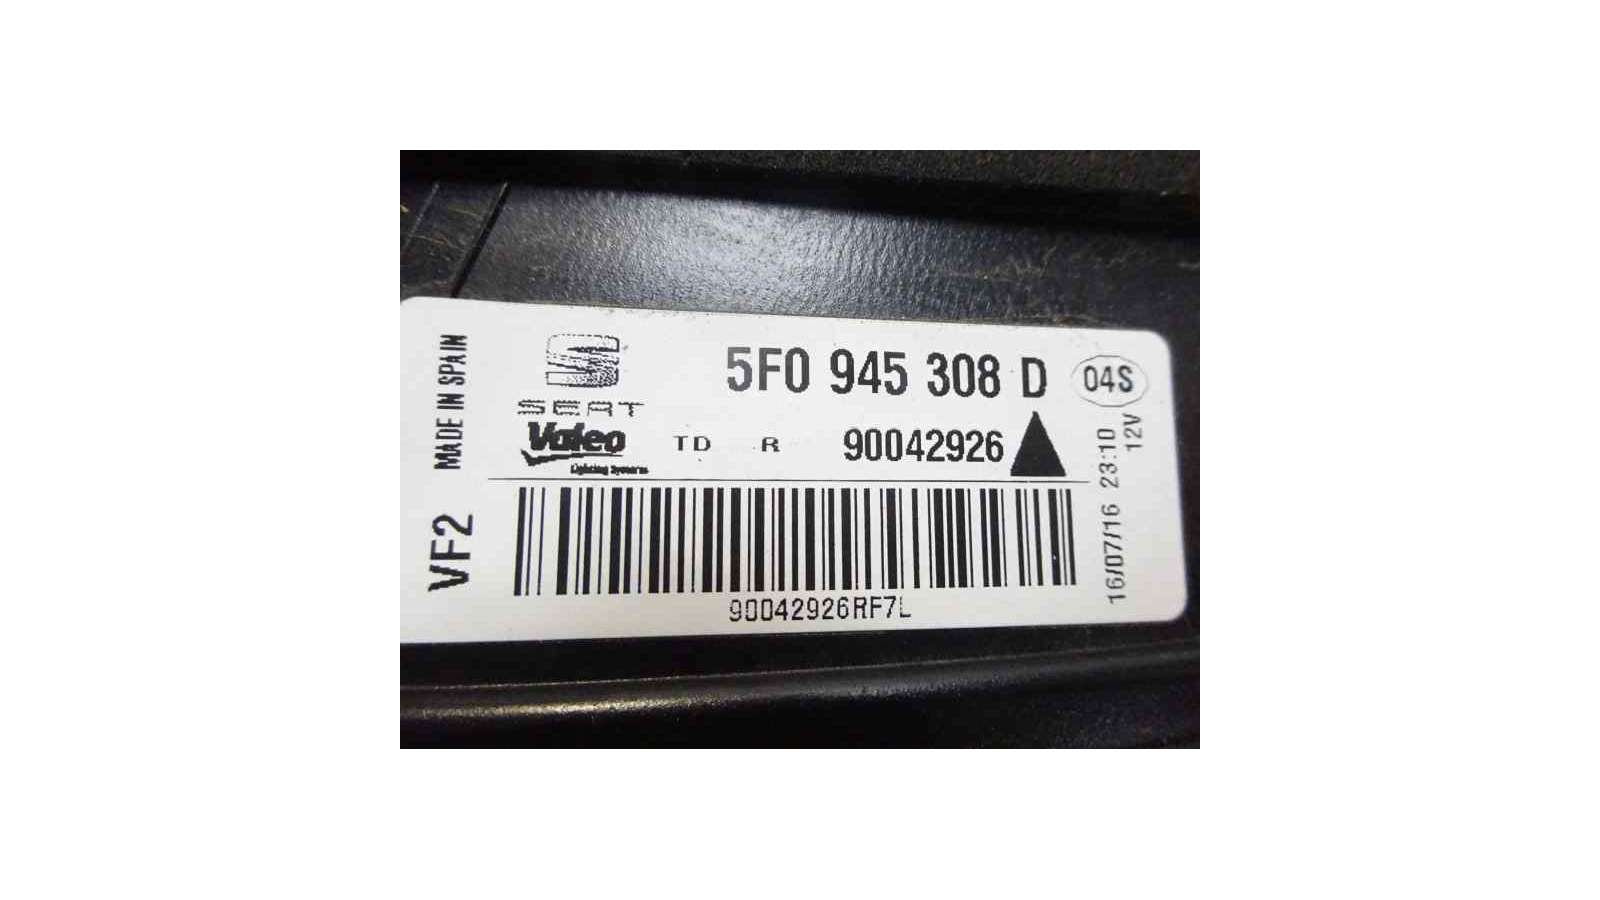 MADE IN SPAIN
VF2
SEAT
5F0 945 308 D
04S
Valeo
Lighting Systems
TD R 90042926
90042926RF7L
16/07/16 23:10
12V